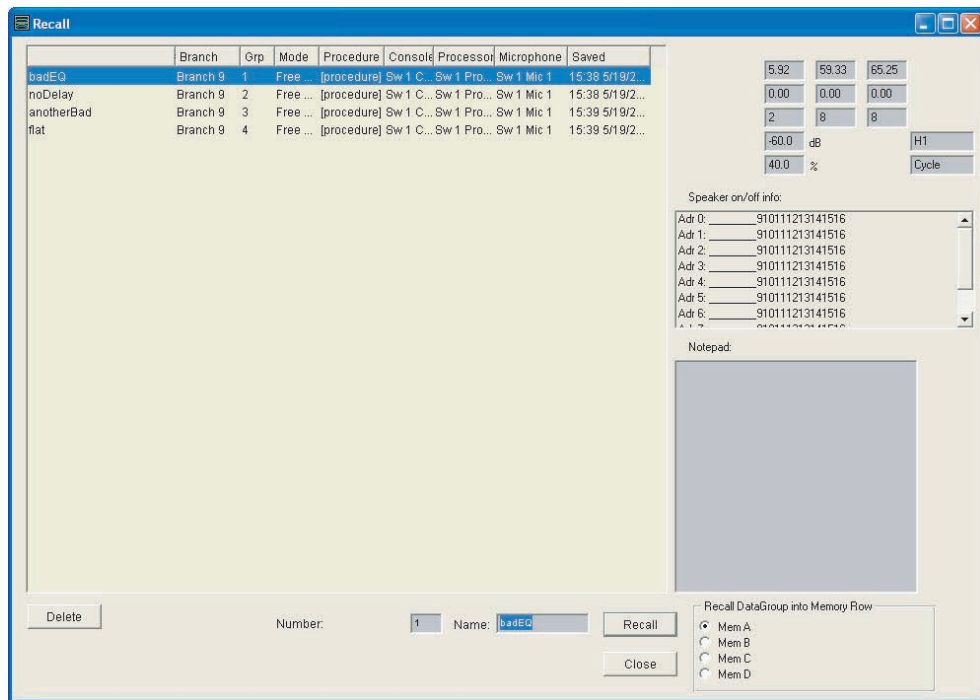 Recall
Branch Grp Mode Procedure Console Processor Microphone Saved
badEQ Branch 9 1 Free ... [procedure] Sw 1 C... Sw 1 Pro... Sw 1 Mic 1 15:38 5/19/2...
noDelay Branch 9 2 Free ... [procedure] Sw 1 C... Sw 1 Pro... Sw 1 Mic 1 15:38 5/19/2...
anotherBad Branch 9 3 Free ... [procedure] Sw 1 C... Sw 1 Pro... Sw 1 Mic 1 15:39 5/19/2...
flat Branch 9 4 Free ... [procedure] Sw 1 C... Sw 1 Pro... Sw 1 Mic 1 15:39 5/19/2...
5.92 59.33 65.25
0.00 0.00 0.00
2 8 8
-60.0 dB H1
40.0 % Cycle
Speaker on/off info:
Adr 0: ________910111213141516
Adr 1: ________910111213141516
Adr 2: ________910111213141516
Adr 3: ________910111213141516
Adr 4: ________910111213141516
Adr 5: ________910111213141516
Adr 6: ________910111213141516
Notepad:
Delete
Number: 1 Name: badEQ Recall
Close
Recall DataGroup into Memory Row
Mem A
Mem B
Mem C
Mem D